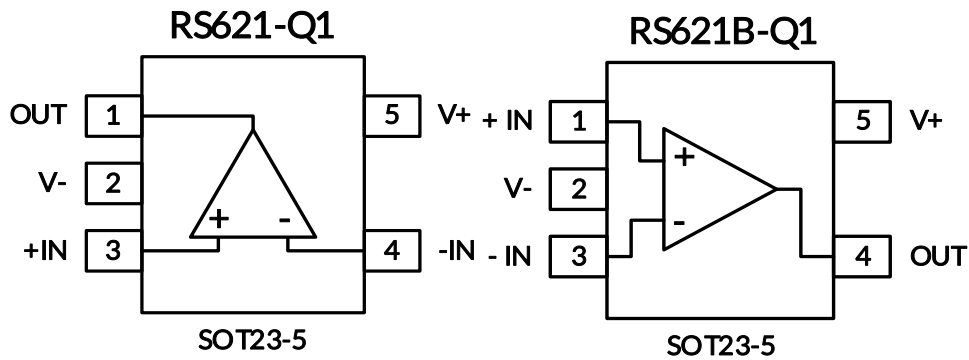 RS621-Q1
OUT 1 5 V+
V- 2
+ -
+IN 3 4 -IN
SOT23-5
RS621B-Q1
+ IN 1 5 V+
+
V- 2
-
- IN 3 4 OUT
SOT23-5